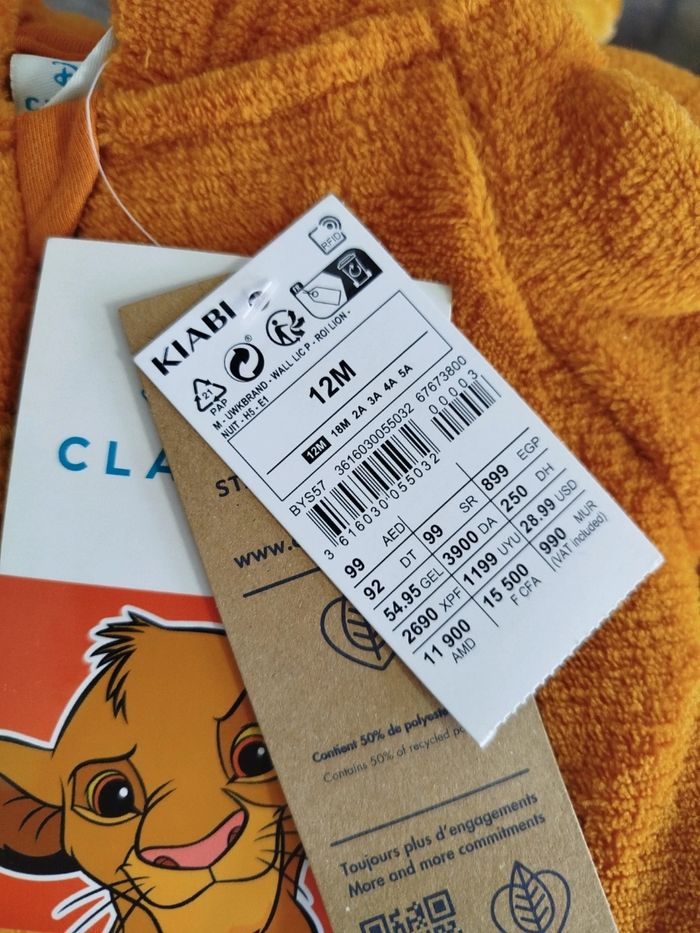 RFID
KIABI
21
PAP
M. UWKBRAND - WALL LIC P - ROI LION -
NUIT - H5 - E1
12M
12M 18M 2A 3A 4A 5A
BYS57 3616030055032 67673800
00003
3 616030 055032
99 AED 99 SR 899 EGP
92 DT 3900 DA 250 DH
54.95 GEL 1199 UYU 28.99 USD
2690 XPF 15 500 F CFA 990 MUR
11 900 AMD (VAT included)
CLA
ST
www.
Contient 50% de
Contains 50% of recycled
Toujours plus d'engagements
More and more commitments